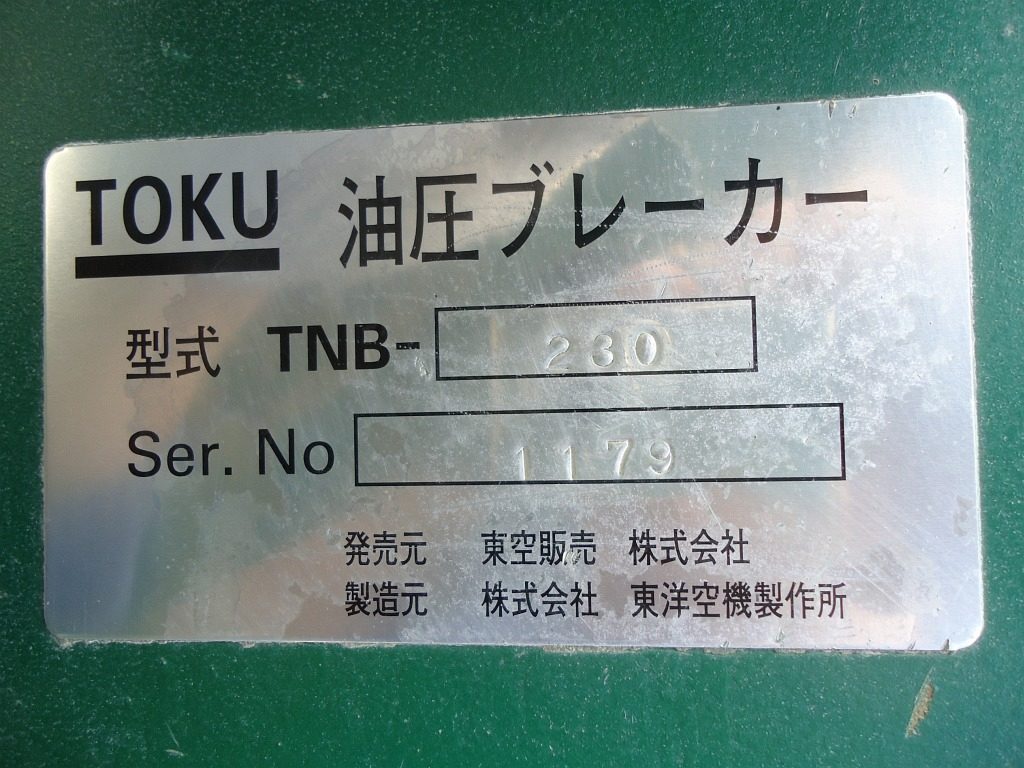 TOKU 油圧ブレーカー
型式 TNB- 230
Ser. No 1179
発売元 東空販売 株式会社
製造元 株式会社 東洋空機製作所